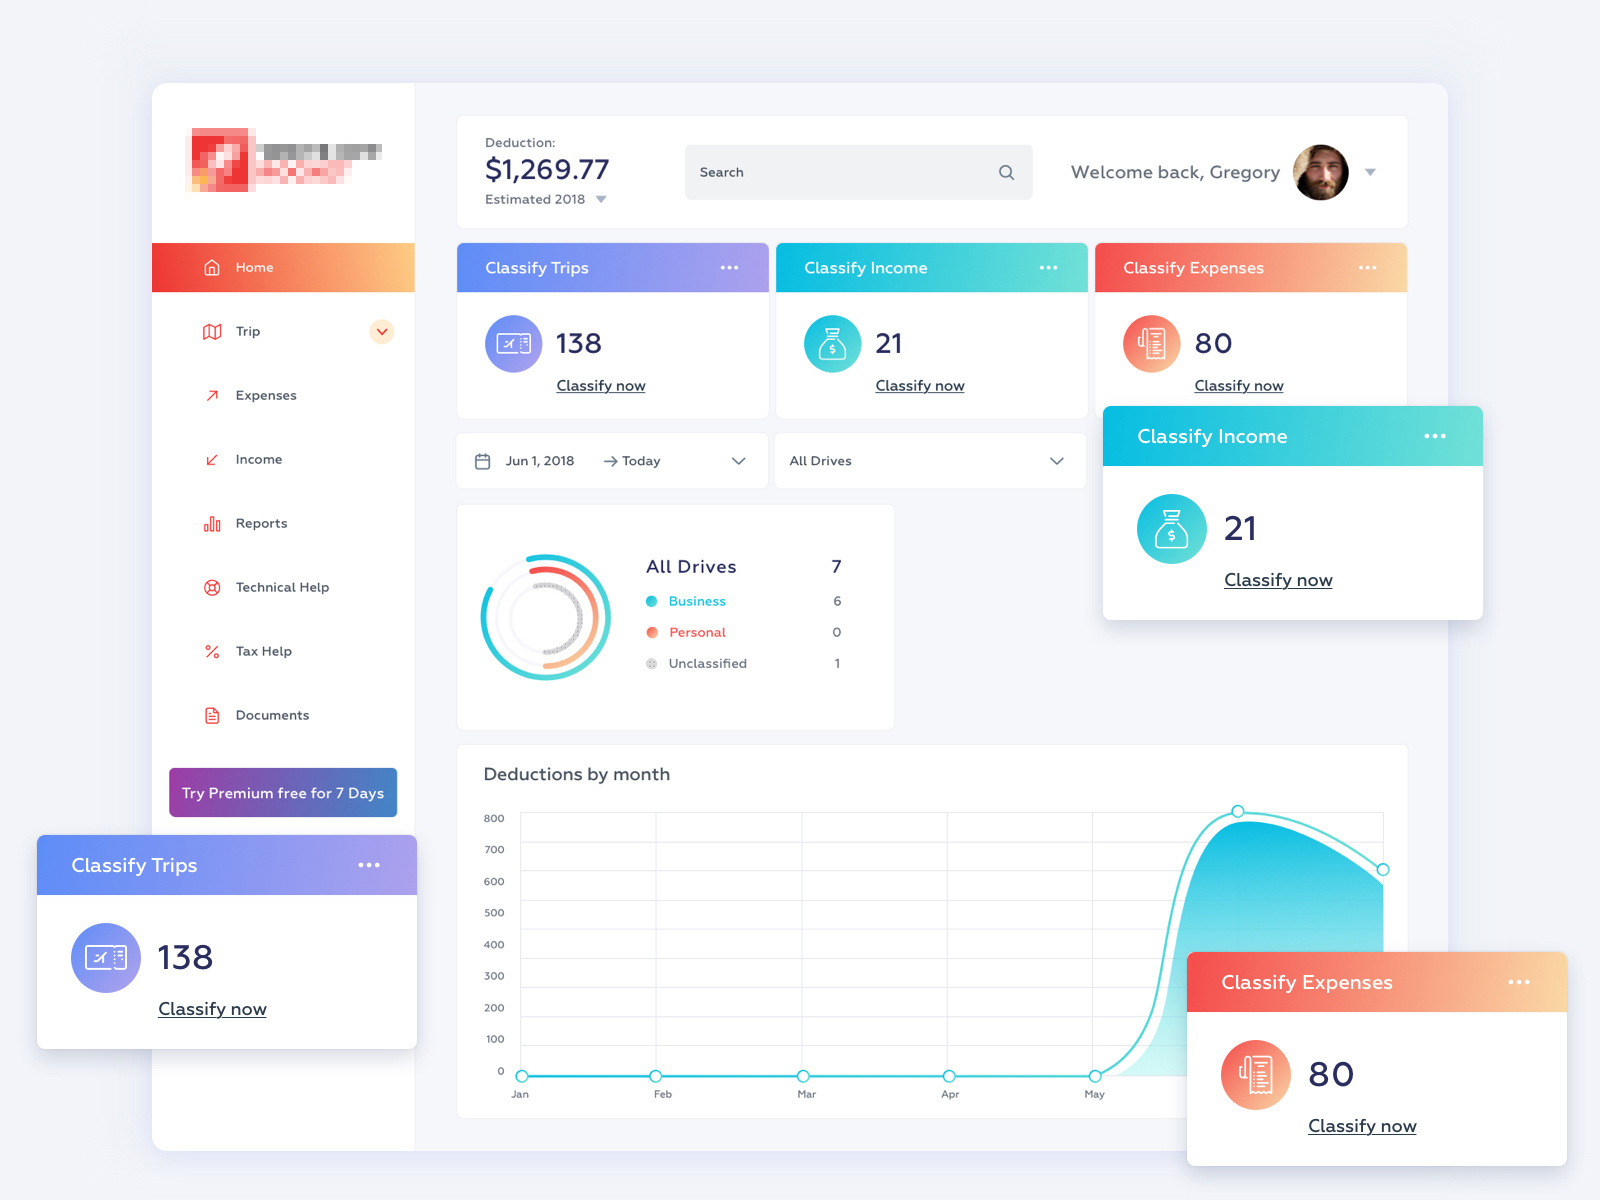 Deduction:
$1,269.77
Estimated 2018
Search
Welcome back, Gregory
Home
Trip
Expenses
Income
Reports
Technical Help
Tax Help
Documents
Try Premium free for 7 Days
Classify Trips
138
Classify now
Classify Income
21
Classify now
Classify Expenses
80
Classify now
Jun 1, 2018 → Today
All Drives
Classify Income
21
Classify now
All Drives 7
Business 6
Personal 0
Unclassified 1
Deductions by month
800
700
600
500
400
300
200
100
0
Jan Feb Mar Apr May
Classify Trips
138
Classify now
Classify Expenses
80
Classify now